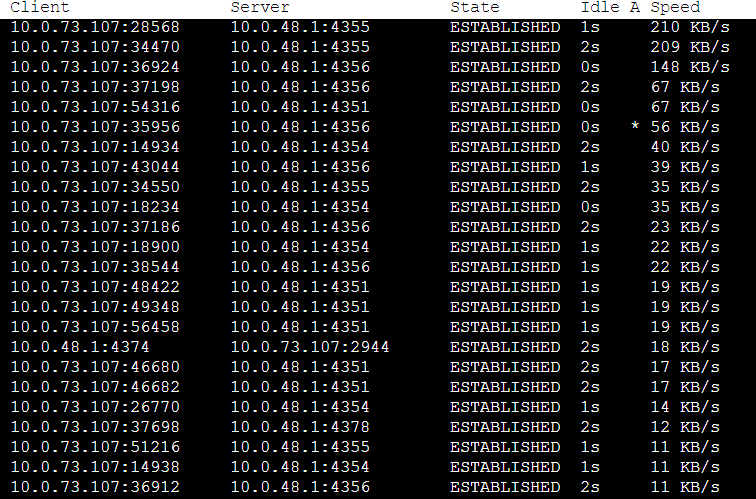 Client Server State Idle A Speed
10.0.73.107:28568 10.0.48.1:4355 ESTABLISHED 1s 210 KB/s
10.0.73.107:34470 10.0.48.1:4355 ESTABLISHED 2s 209 KB/s
10.0.73.107:36924 10.0.48.1:4356 ESTABLISHED 0s 148 KB/s
10.0.73.107:37198 10.0.48.1:4356 ESTABLISHED 2s 67 KB/s
10.0.73.107:54316 10.0.48.1:4351 ESTABLISHED 0s 67 KB/s
10.0.73.107:35956 10.0.48.1:4356 ESTABLISHED 0s * 56 KB/s
10.0.73.107:14934 10.0.48.1:4354 ESTABLISHED 2s 40 KB/s
10.0.73.107:43044 10.0.48.1:4356 ESTABLISHED 1s 39 KB/s
10.0.73.107:34550 10.0.48.1:4355 ESTABLISHED 2s 35 KB/s
10.0.73.107:18234 10.0.48.1:4354 ESTABLISHED 0s 35 KB/s
10.0.73.107:37186 10.0.48.1:4356 ESTABLISHED 2s 23 KB/s
10.0.73.107:18900 10.0.48.1:4354 ESTABLISHED 1s 22 KB/s
10.0.73.107:38544 10.0.48.1:4356 ESTABLISHED 1s 22 KB/s
10.0.73.107:48422 10.0.48.1:4351 ESTABLISHED 1s 19 KB/s
10.0.73.107:49348 10.0.48.1:4351 ESTABLISHED 1s 19 KB/s
10.0.73.107:56458 10.0.48.1:4351 ESTABLISHED 1s 19 KB/s
10.0.48.1:4374 10.0.73.107:2944 ESTABLISHED 2s 18 KB/s
10.0.73.107:46680 10.0.48.1:4351 ESTABLISHED 2s 17 KB/s
10.0.73.107:46682 10.0.48.1:4351 ESTABLISHED 2s 17 KB/s
10.0.73.107:26770 10.0.48.1:4354 ESTABLISHED 1s 14 KB/s
10.0.73.107:37698 10.0.48.1:4378 ESTABLISHED 2s 12 KB/s
10.0.73.107:51216 10.0.48.1:4355 ESTABLISHED 1s 11 KB/s
10.0.73.107:14938 10.0.48.1:4354 ESTABLISHED 1s 11 KB/s
10.0.73.107:36912 10.0.48.1:4356 ESTABLISHED 2s 11 KB/s